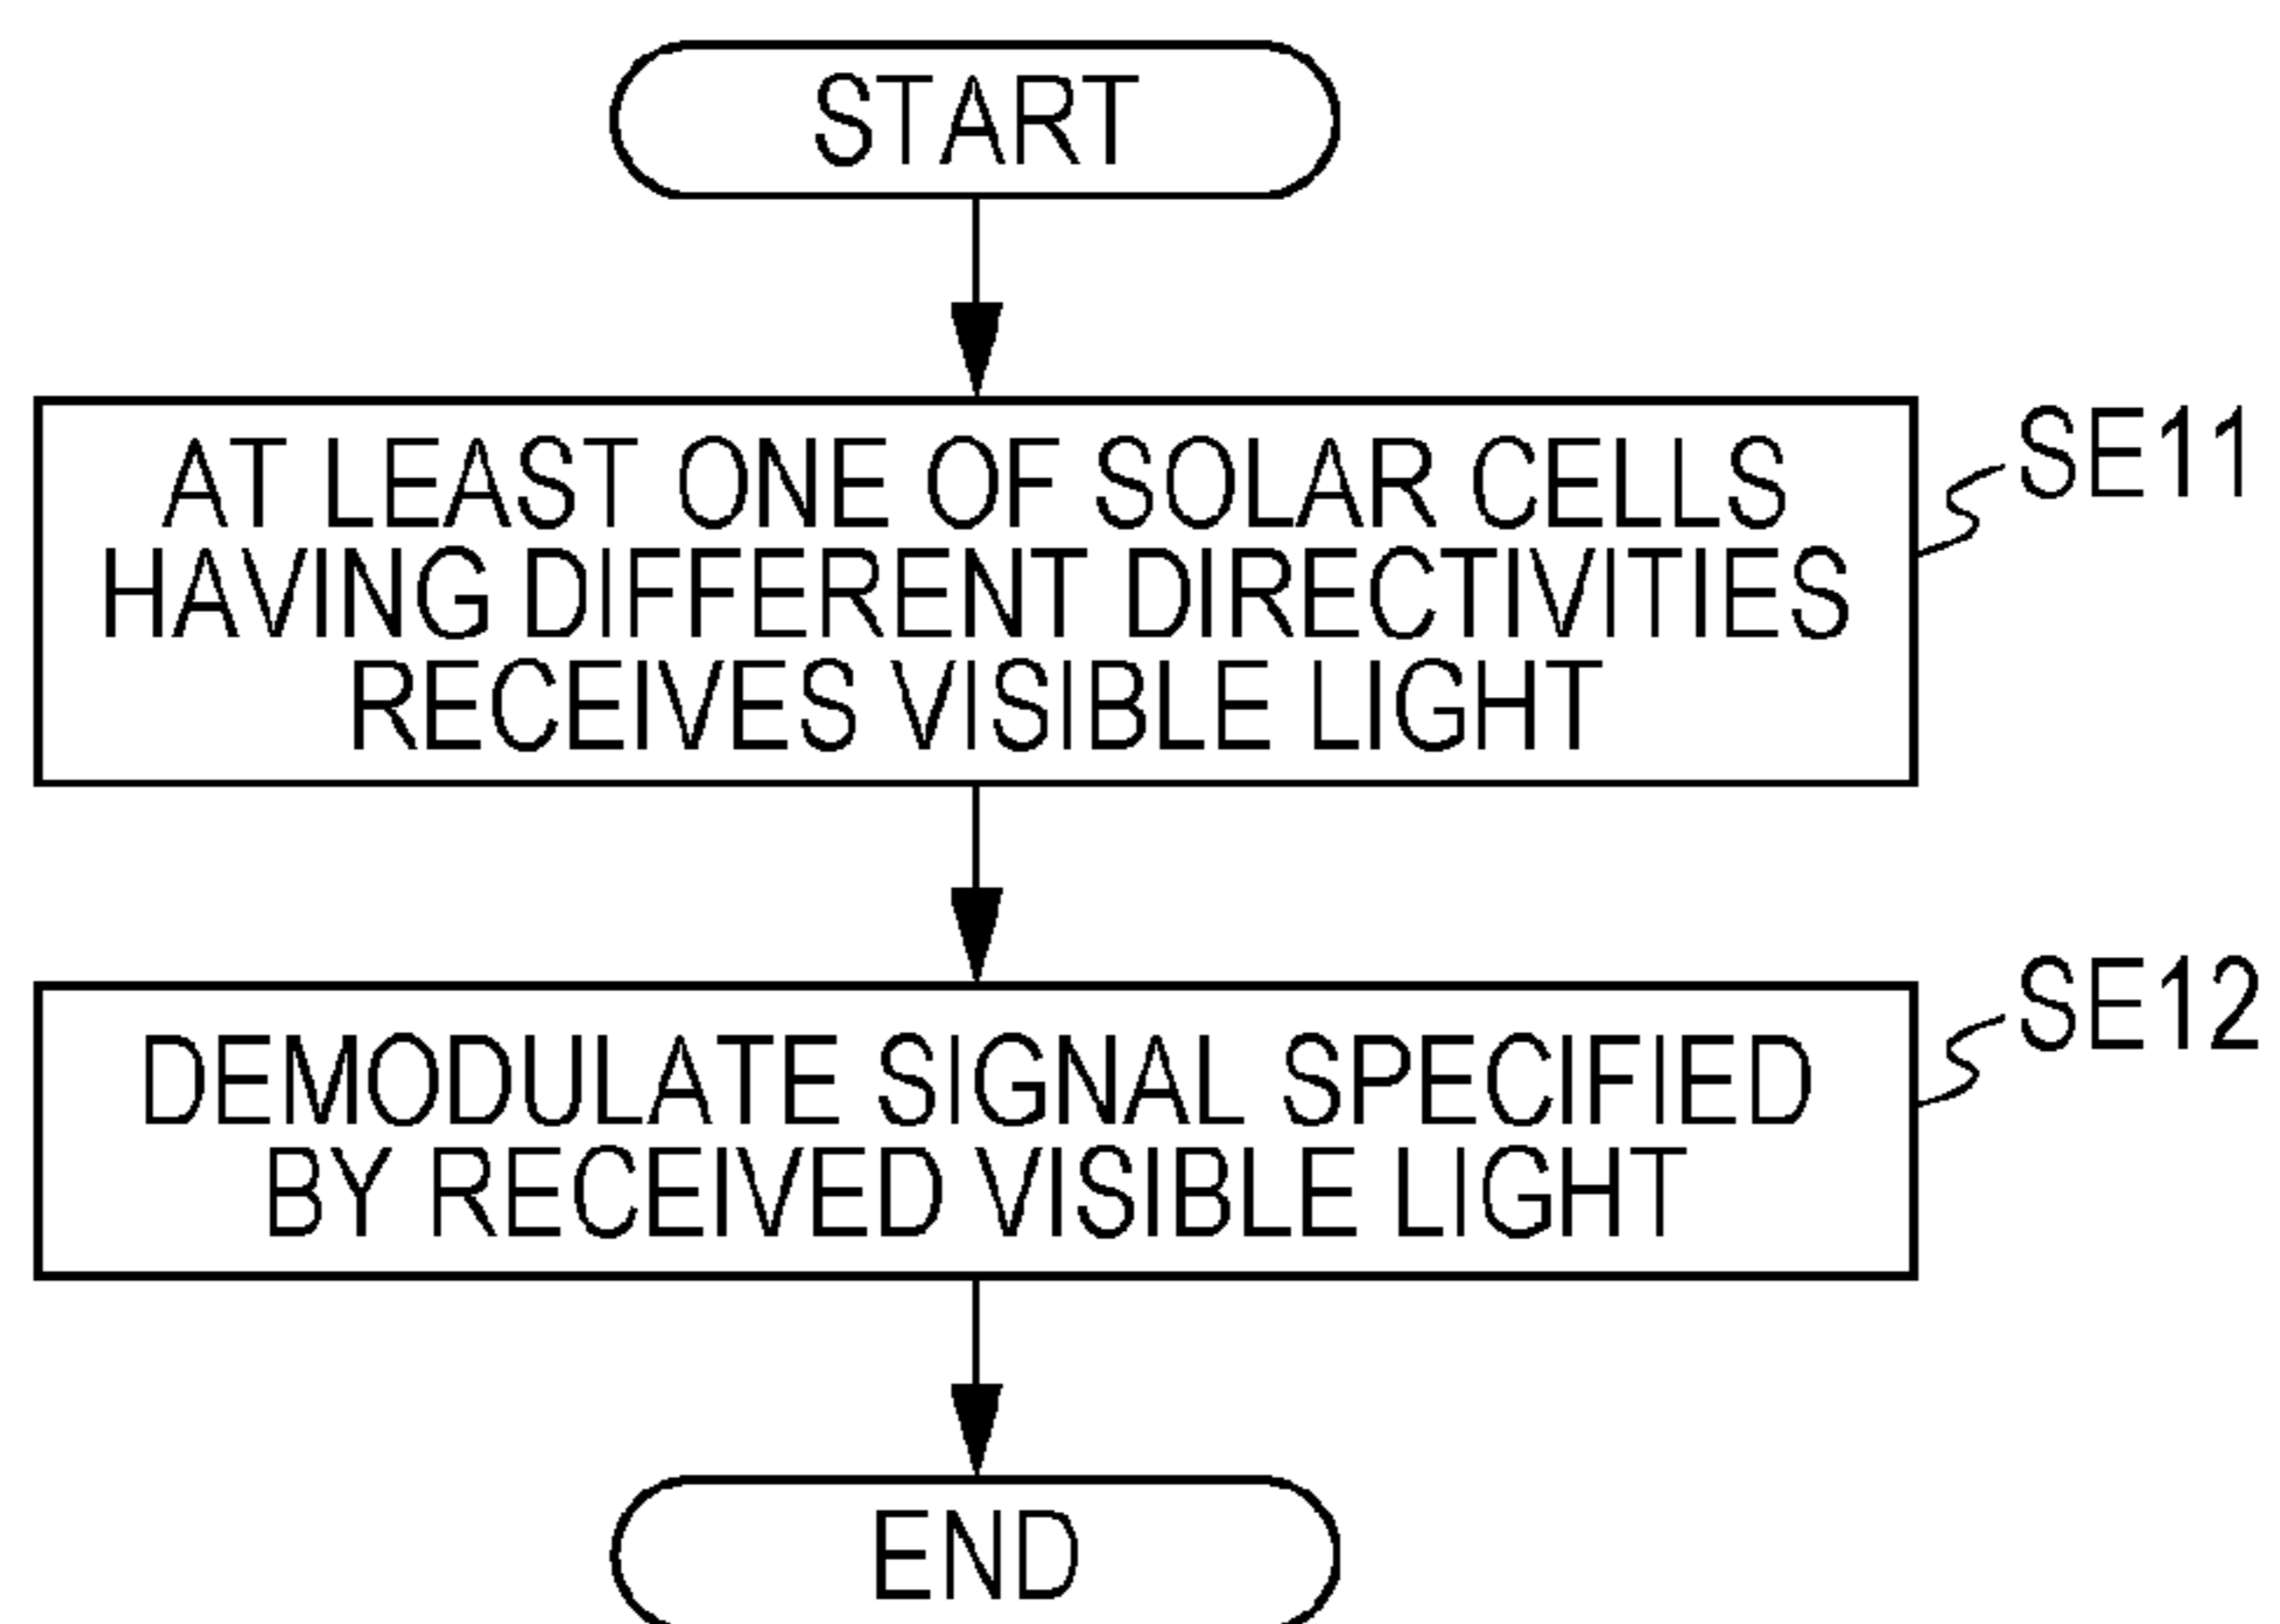 START
AT LEAST ONE OF SOLAR CELLS
HAVING DIFFERENT DIRECTIVITIES
RECEIVES VISIBLE LIGHT
SE11
DEMODULATE SIGNAL SPECIFIED
BY RECEIVED VISIBLE LIGHT
SE12
END